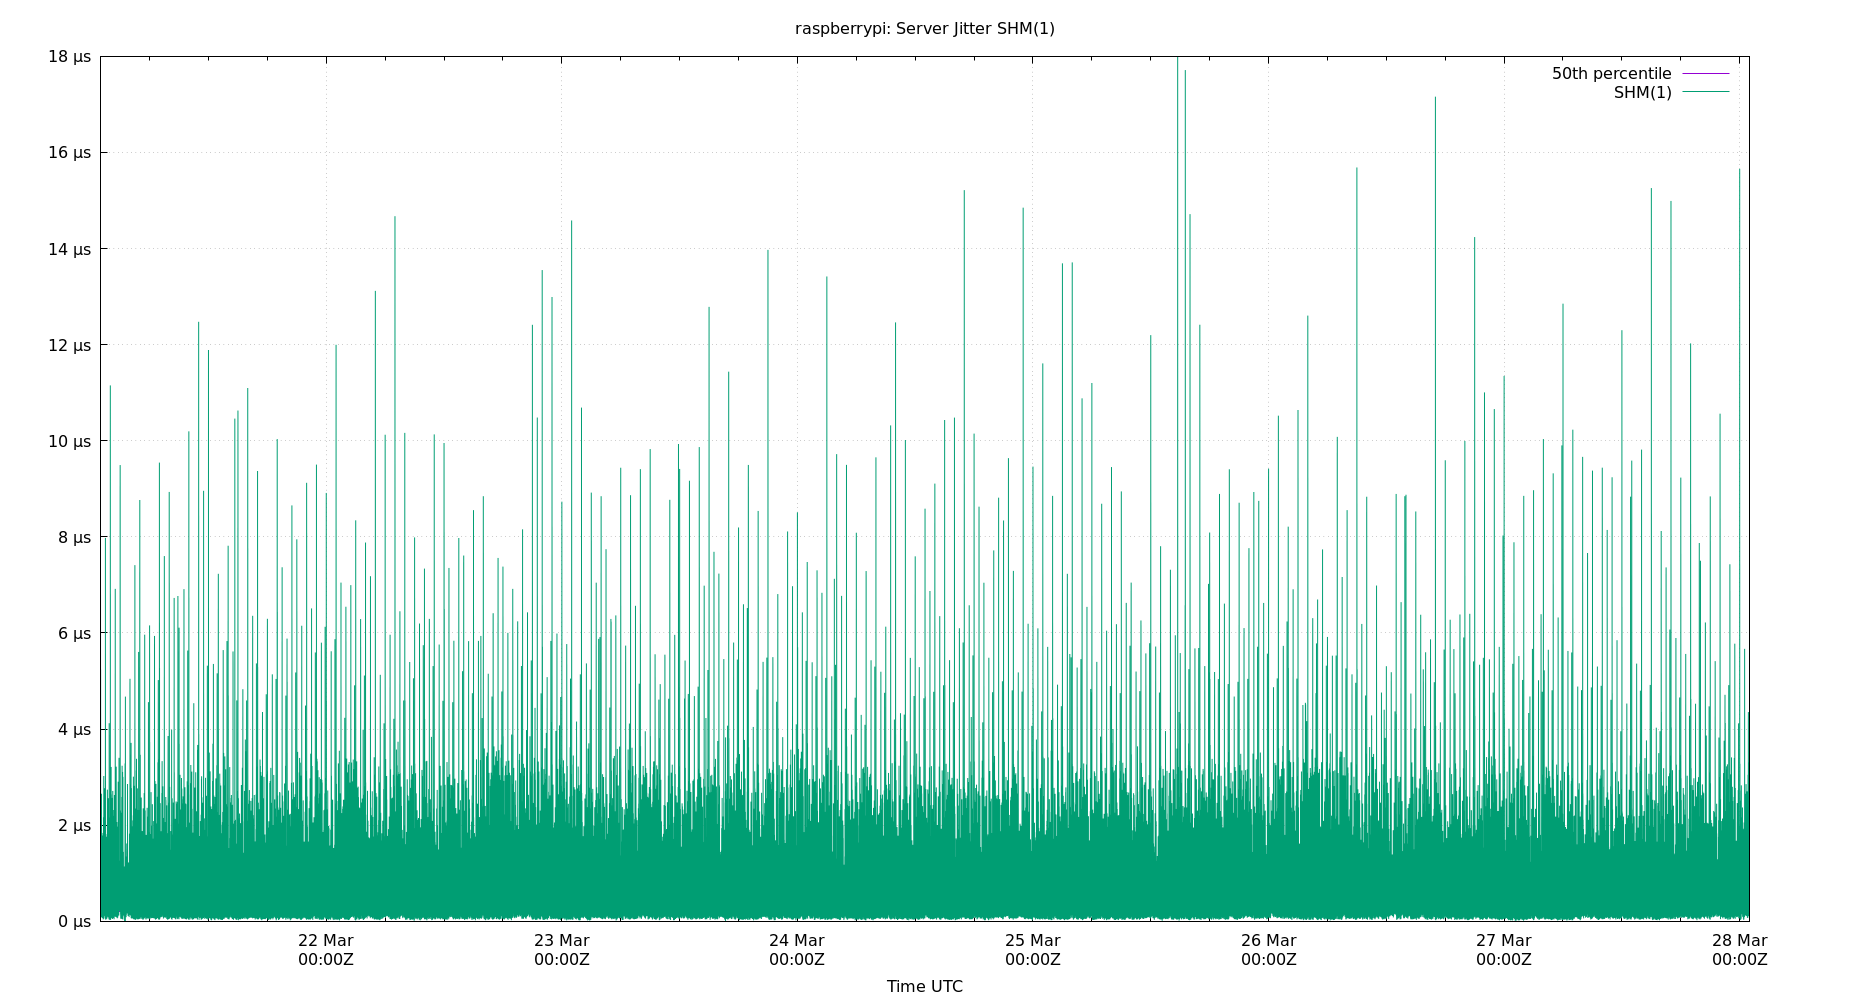 raspberrypi: Server Jitter SHM(1)
18 µs
16 µs
14 µs
12 µs
10 µs
8 µs
6 µs
4 µs
2 µs
0 µs
50th percentile
SHM(1)
22 Mar
00:00Z
23 Mar
00:00Z
24 Mar
00:00Z
25 Mar
00:00Z
26 Mar
00:00Z
27 Mar
00:00Z
28 Mar
00:00Z
Time UTC